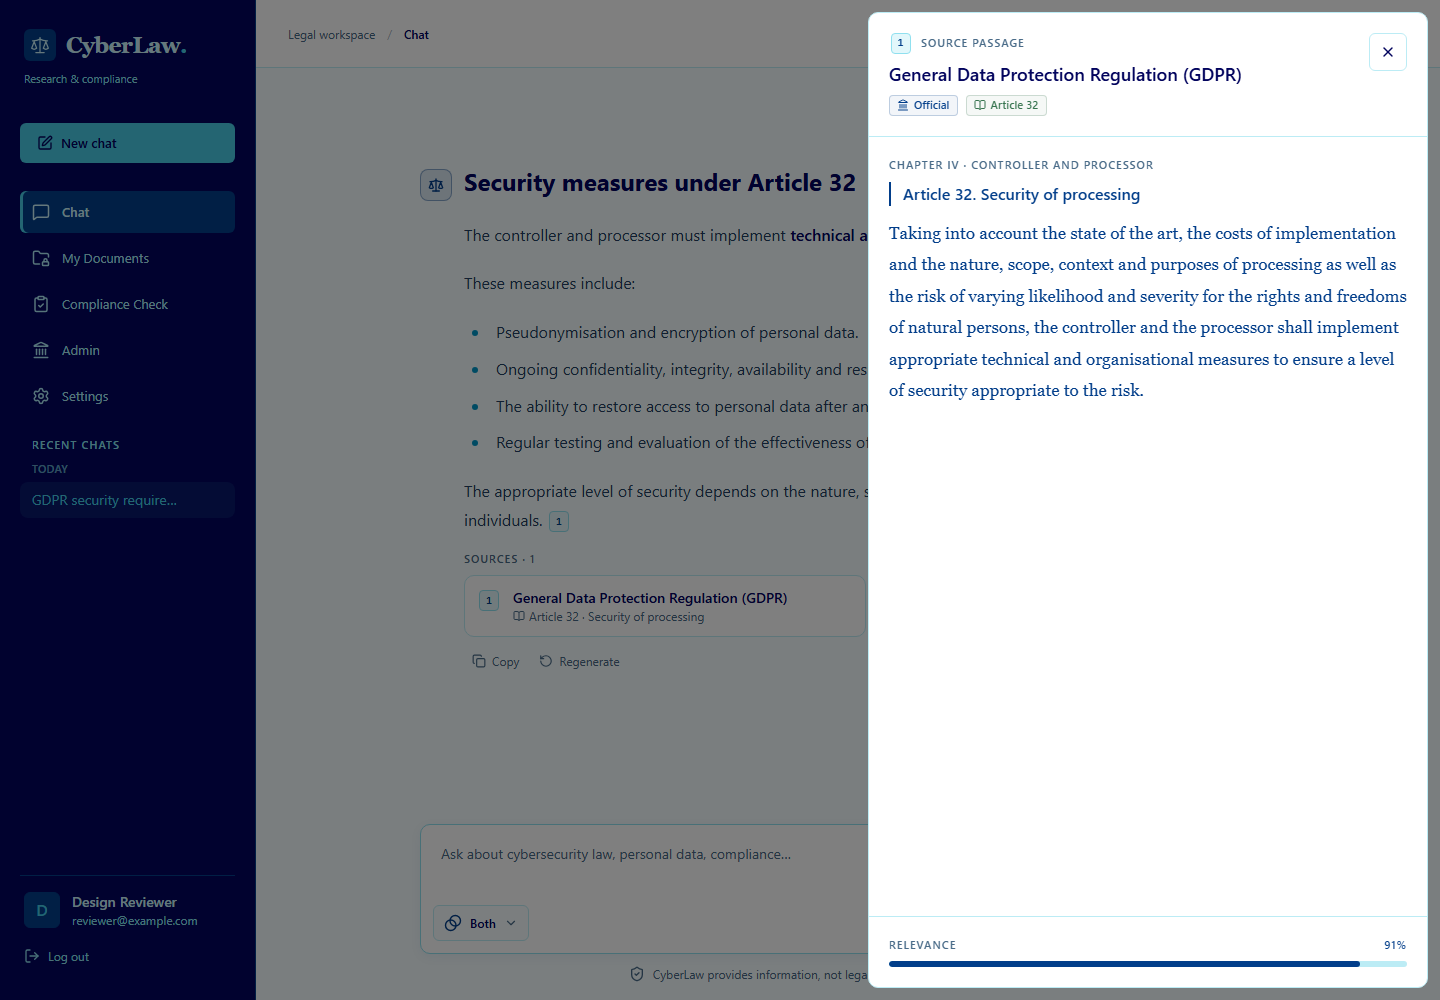 CyberLaw.
Research & compliance
New chat
Chat
My Documents
Compliance Check
Admin
Settings
RECENT CHATS
TODAY
GDPR security require...
D
Design Reviewer
reviewer@example.com
Log out
Legal workspace / Chat
Security measures under Article 32
The controller and processor must implement technical a
These measures include:
• Pseudonymisation and encryption of personal data.
• Ongoing confidentiality, integrity, availability and res
• The ability to restore access to personal data after an
• Regular testing and evaluation of the effectiveness of
The appropriate level of security depends on the nature, s
individuals. 1
SOURCES · 1
1 General Data Protection Regulation (GDPR)
Article 32 · Security of processing
Copy Regenerate
Ask about cybersecurity law, personal data, compliance...
Both
CyberLaw provides information, not lega
1 SOURCE PASSAGE
General Data Protection Regulation (GDPR)
Official Article 32
CHAPTER IV · CONTROLLER AND PROCESSOR
Article 32. Security of processing
Taking into account the state of the art, the costs of implementation
and the nature, scope, context and purposes of processing as well as
the risk of varying likelihood and severity for the rights and freedoms
of natural persons, the controller and the processor shall implement
appropriate technical and organisational measures to ensure a level
of security appropriate to the risk.
RELEVANCE 91%